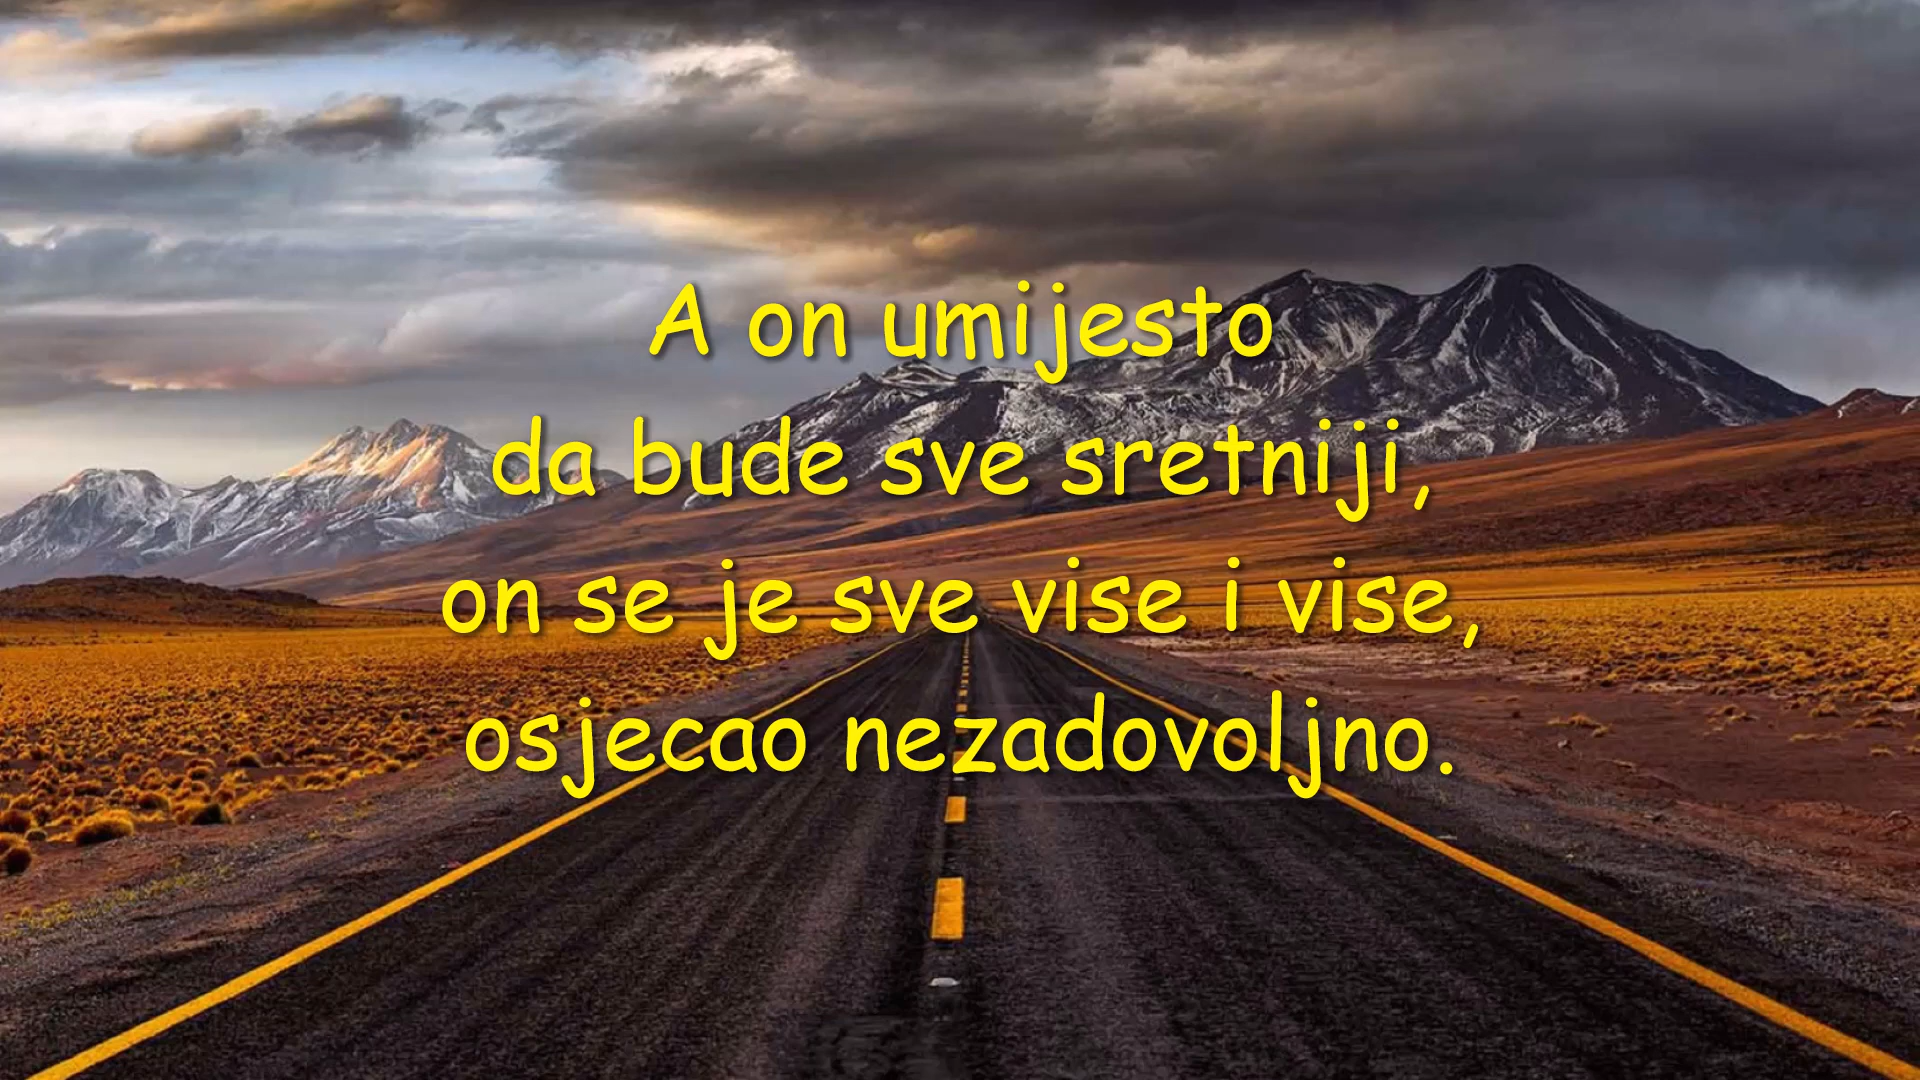 A on umijesto
da bude sve sretniji,
on se je sve vise i vise,
osjecao nezadovoljno.